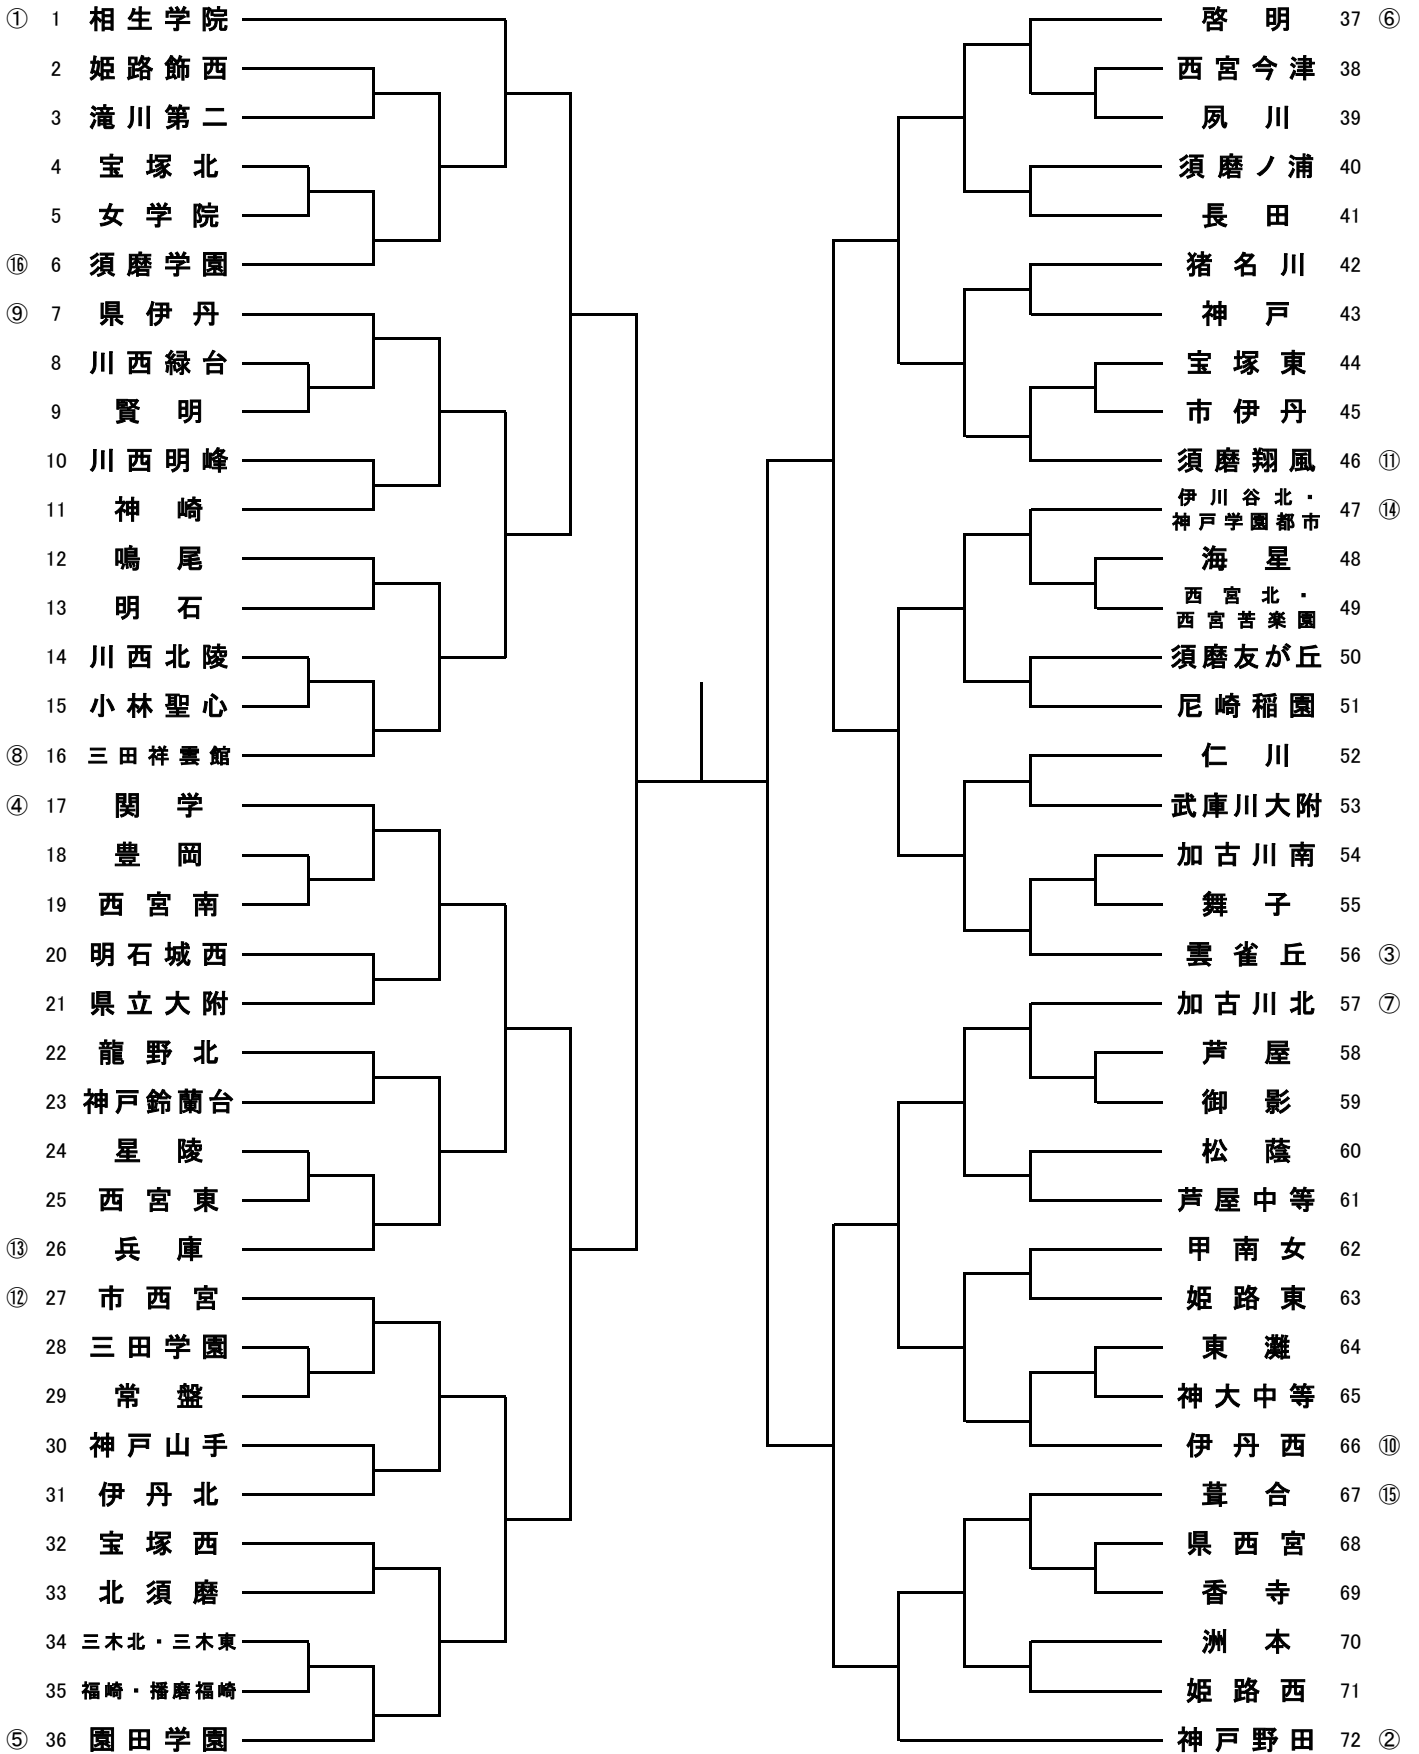 ① 1 相生学院
2 姫路飾西
3 滝川第二
4 宝塚北
5 女学院
⑯ 6 須磨学園
⑨ 7 県伊丹
8 川西緑台
9 賢明
10 川西明峰
11 神崎
12 鳴尾
13 明石
14 川西北陵
15 小林聖心
⑧ 16 三田祥雲館
④ 17 関学
18 豊岡
19 西宮南
20 明石城西
21 県立大附
22 龍野北
23 神戸鈴蘭台
24 星陵
25 西宮東
⑬ 26 兵庫
⑫ 27 市西宮
28 三田学園
29 常盤
30 神戸山手
31 伊丹北
32 宝塚西
33 北須磨
34 三木北・三木東
35 福崎・播磨福崎
⑤ 36 園田学園
啓明 37 ⑥
西宮今津 38
夙川 39
須磨ノ浦 40
長田 41
猪名川 42
神戸 43
宝塚東 44
市伊丹 45
須磨翔風 46 ⑪
伊川谷北・
神戸学園都市 47 ⑭
海星 48
西宮北・
西宮苦楽園 49
須磨友が丘 50
尼崎稲園 51
仁川 52
武庫川大附 53
加古川南 54
舞子 55
雲雀丘 56 ③
加古川北 57 ⑦
芦屋 58
御影 59
松蔭 60
芦屋中等 61
甲南女 62
姫路東 63
東灘 64
神大中等 65
伊丹西 66 ⑩
葺合 67 ⑮
県西宮 68
香寺 69
洲本 70
姫路西 71
神戸野田 72 ②